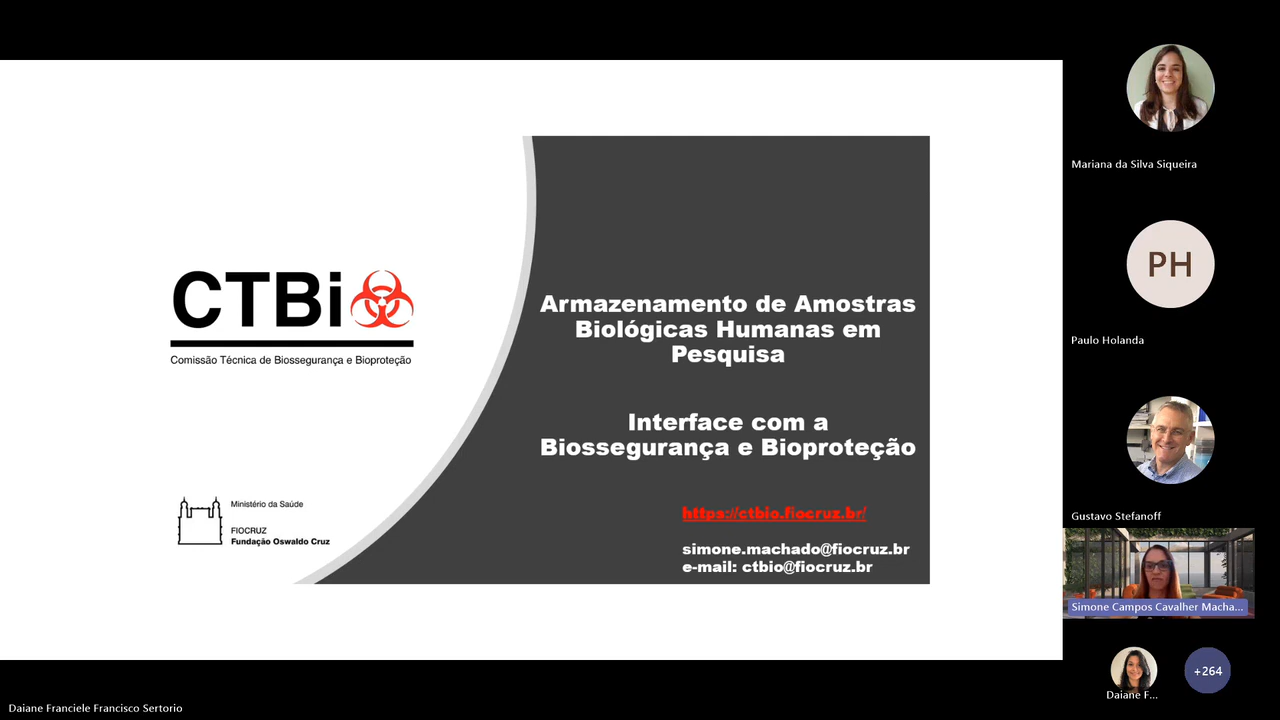 CTBio
Comissão Técnica de Biossegurança e Bioproteção
Ministério da Saúde
FIOCRUZ
Fundação Oswaldo Cruz
Armazenamento de Amostras
Biológicas Humanas em
Pesquisa
Interface com a
Biossegurança e Bioproteção
https://ctbio.fiocruz.br/
simone.machado@fiocruz.br
e-mail: ctbio@fiocruz.br
Mariana da Silva Siqueira
PH
Paulo Holanda
Gustavo Stefanoff
Simone Campos Cavalher Macha...
Daiane F...
+264
Daiane Franciele Francisco Sertorio